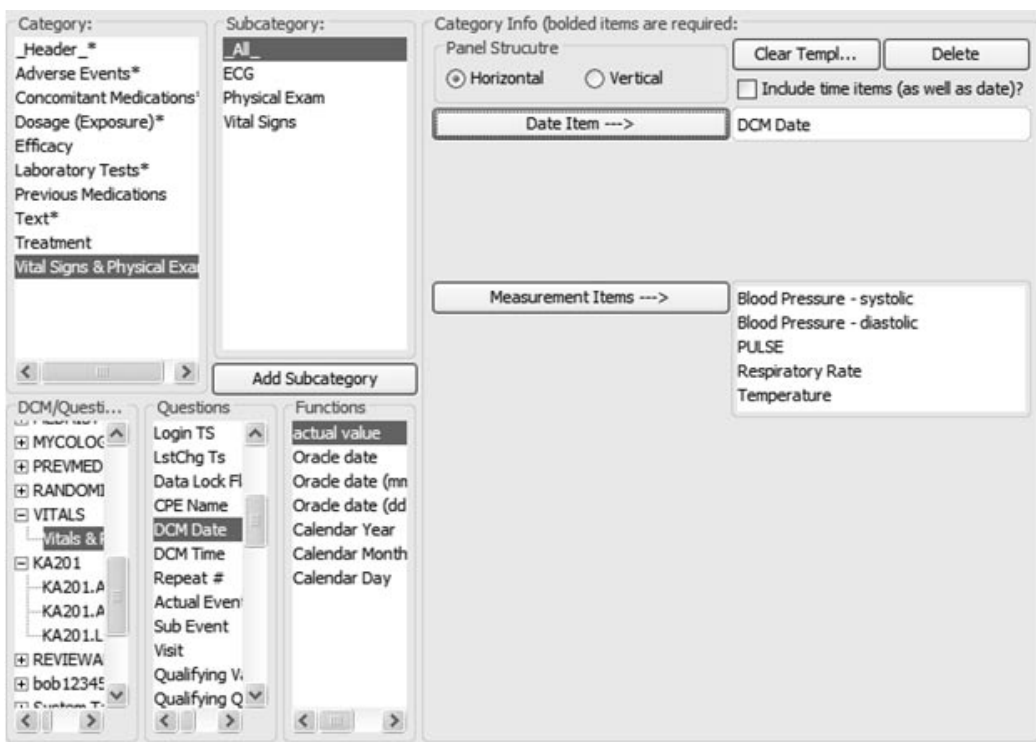 Category:
_Header_*
Adverse Events*
Concomitant Medications*
Dosage (Exposure)*
Efficacy
Laboratory Tests*
Previous Medications
Text*
Treatment
Vital Signs & Physical Exa
Subcategory:
_All_
ECG
Physical Exam
Vital Signs
Add Subcategory
Category Info (bolded items are required:
Panel Strucutre
Horizontal
Vertical
Clear Templ...
Delete
Include time items (as well as date)?
Date Item --->
DCM Date
Measurement Items --->
Blood Pressure - systolic
Blood Pressure - diastolic
PULSE
Respiratory Rate
Temperature
DCM/Questi...
MYCOLOG
PREVMED
RANDOMI
VITALS
Vitals &
KA201
KA201.A
KA201.A
KA201.L
REVIEWA
bob12345
Questions
Login TS
LstChg Ts
Data Lock Fl
CPE Name
DCM Date
DCM Time
Repeat #
Actual Even
Sub Event
Visit
Qualifying Va
Qualifying Q
Functions
actual value
Oracle date
Oracle date (mm
Oracle date (dd
Calendar Year
Calendar Month
Calendar Day